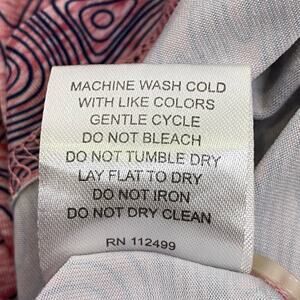 MACHINE WASH COLD
WITH LIKE COLORS
GENTLE CYCLE
DO NOT BLEACH
DO NOT TUMBLE DRY
LAY FLAT TO DRY
DO NOT IRON
DO NOT DRY CLEAN
RN 112499